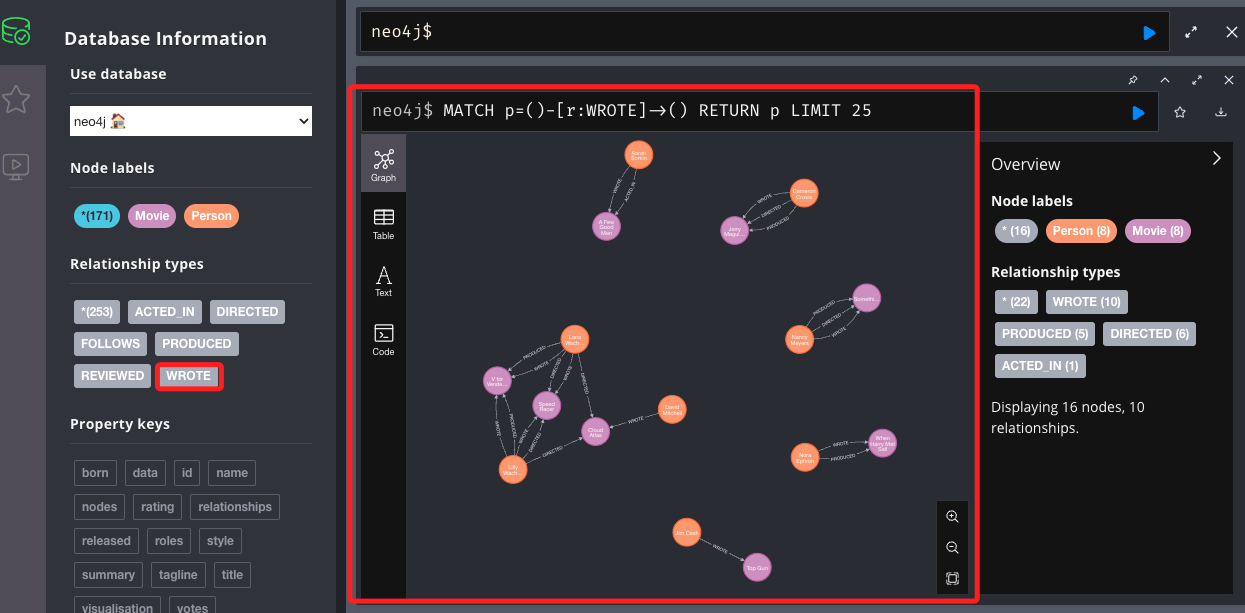 Database Information
Use database
neo4j
Node labels
*(171) Movie Person
Relationship types
*(253) ACTED_IN DIRECTED
FOLLOWS PRODUCED
REVIEWED WROTE
Property keys
born data id name
nodes rating relationships
released roles style
summary tagline title
visualisation votes
neo4j$
neo4j$ MATCH p=()-[r:WROTE]->() RETURN p LIMIT 25
Graph
Table
Text
Code
Aaron Sorkin
WROTE
ACTED_IN
A Few Good Men
Cameron Crowe
WROTE
DIRECTED
PRODUCED
Jerry Magui...
Somethi...
PRODUCED
DIRECTED
WROTE
Nancy Meyers
Lana Wach...
PRODUCED
WROTE
DIRECTED
WROTE
DIRECTED
V for Vende...
Speed Racer
Cloud Atlas
WROTE
David Mitchell
WROTE
PRODUCED
WROTE
DIRECTED
DIRECTED
Lilly Wach...
When Harry Met Sall
WROTE
PRODUCED
Nora Ephron
Jim Cash
WROTE
Top Gun
Overview
Node labels
* (16) Person (8) Movie (8)
Relationship types
* (22) WROTE (10)
PRODUCED (5) DIRECTED (6)
ACTED_IN (1)
Displaying 16 nodes, 10
relationships.